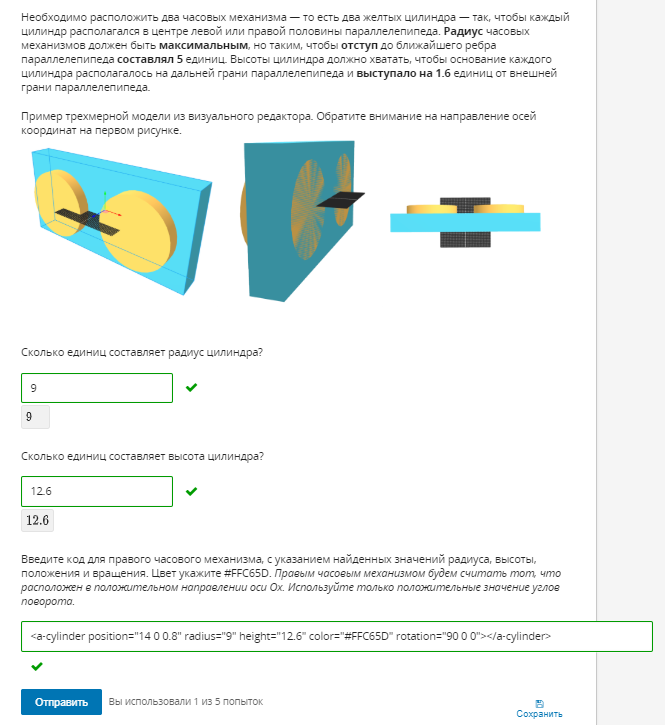 Необходимо расположить два часовых механизма — то есть два желтых цилиндра — так, чтобы каждый
цилиндр располагался в центре левой или правой половины параллелепипеда. Радиус часовых
механизмов должен быть максимальным, но таким, чтобы отступ до ближайшего ребра
параллелепипеда составлял 5 единиц. Высоты цилиндра должно хватать, чтобы основание каждого
цилиндра располагалось на дальней грани параллелепипеда и выступало на 1.6 единиц от внешней
грани параллелепипеда.
Пример трехмерной модели из визуального редактора. Обратите внимание на направление осей
координат на первом рисунке.
Сколько единиц составляет радиус цилиндра?
9
9
Сколько единиц составляет высота цилиндра?
12.6
12.6
Введите код для правого часового механизма, с указанием найденных значений радиуса, высоты,
положения и вращения. Цвет укажите #FFC65D. Правым часовым механизмом будем считать тот, что
расположен в положительном направлении оси Ox. Используйте только положительные значение углов
поворота.
<a-cylinder position="14 0 0.8" radius="9" height="12.6" color="#FFC65D" rotation="90 0 0"></a-cylinder>
Отправить Вы использовали 1 из 5 попыток
Сохранить